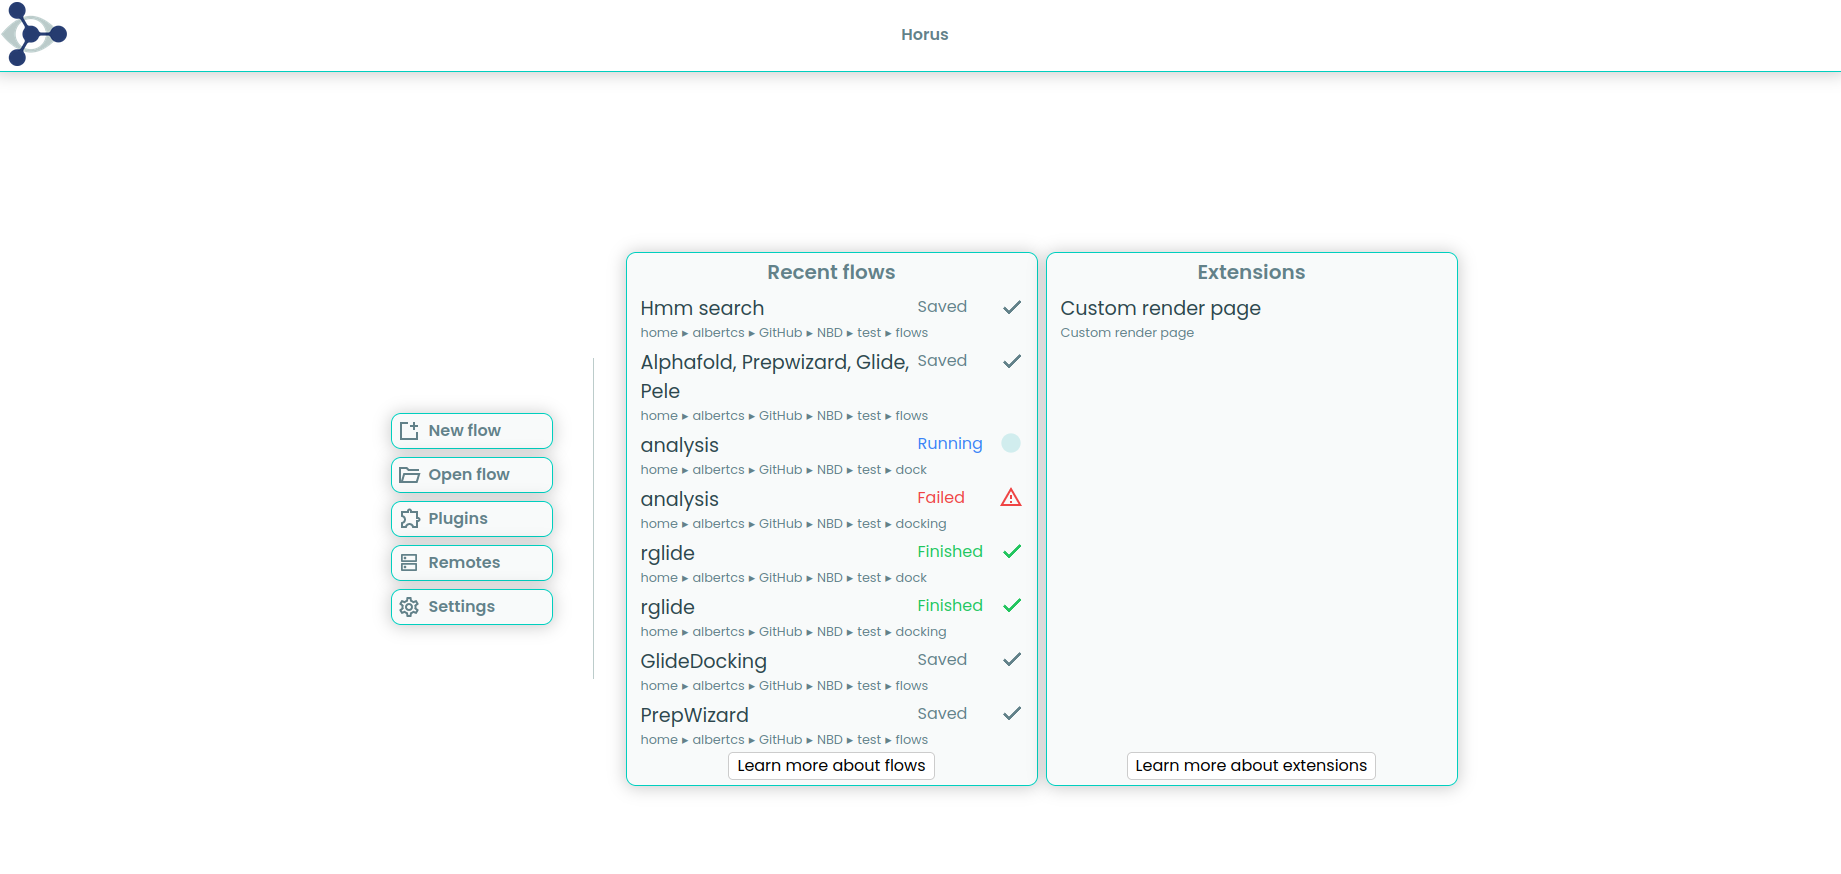 Horus
New flow
Open flow
Plugins
Remotes
Settings
Recent flows
Hmm search Saved
home ▸ albertcs ▸ GitHub ▸ NBD ▸ test ▸ flows
Alphafold, Prepwizard, Glide, Saved
Pele
home ▸ albertcs ▸ GitHub ▸ NBD ▸ test ▸ flows
analysis Running
home ▸ albertcs ▸ GitHub ▸ NBD ▸ test ▸ dock
analysis Failed
home ▸ albertcs ▸ GitHub ▸ NBD ▸ test ▸ docking
rglide Finished
home ▸ albertcs ▸ GitHub ▸ NBD ▸ test ▸ dock
rglide Finished
home ▸ albertcs ▸ GitHub ▸ NBD ▸ test ▸ docking
GlideDocking Saved
home ▸ albertcs ▸ GitHub ▸ NBD ▸ test ▸ flows
PrepWizard Saved
home ▸ albertcs ▸ GitHub ▸ NBD ▸ test ▸ flows
Learn more about flows
Extensions
Custom render page
Custom render page
Learn more about extensions